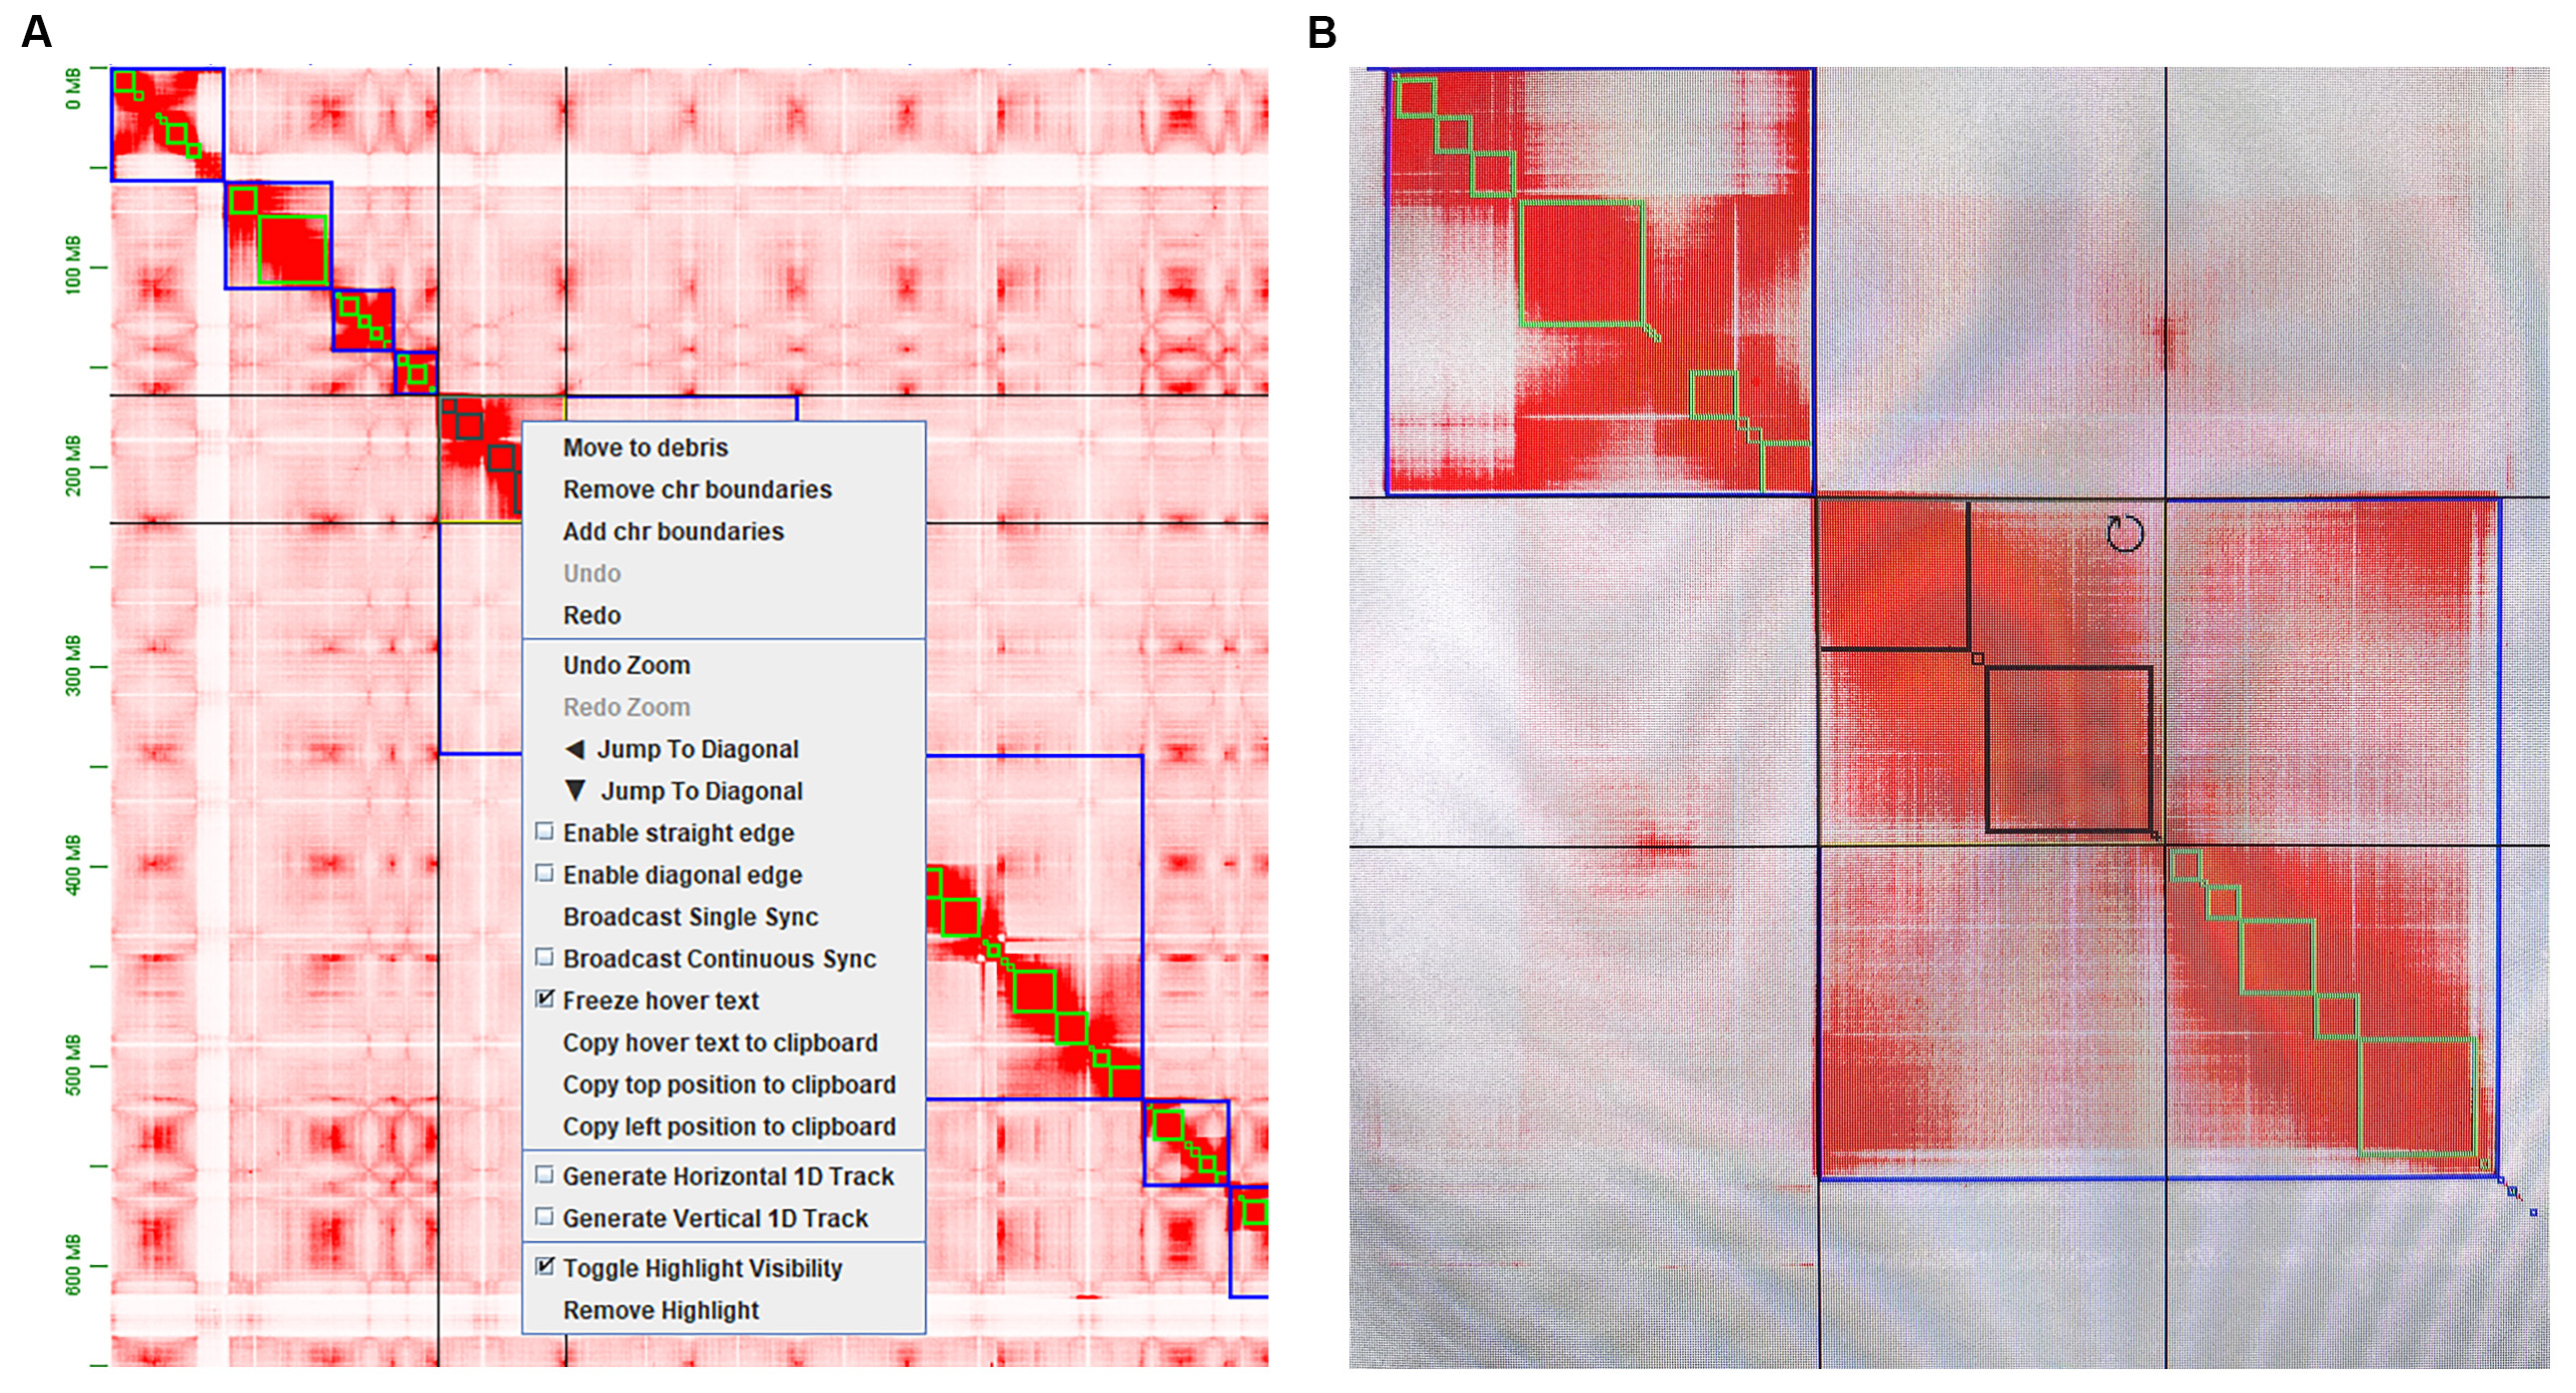 A
B
0 MB
100 MB
200 MB
300 MB
400 MB
500 MB
600 MB
Move to debris
Remove chr boundaries
Add chr boundaries
Undo
Redo
Undo Zoom
Redo Zoom
Jump To Diagonal
Jump To Diagonal
Enable straight edge
Enable diagonal edge
Broadcast Single Sync
Broadcast Continuous Sync
Freeze hover text
Copy hover text to clipboard
Copy top position to clipboard
Copy left position to clipboard
Generate Horizontal 1D Track
Generate Vertical 1D Track
Toggle Highlight Visibility
Remove Highlight